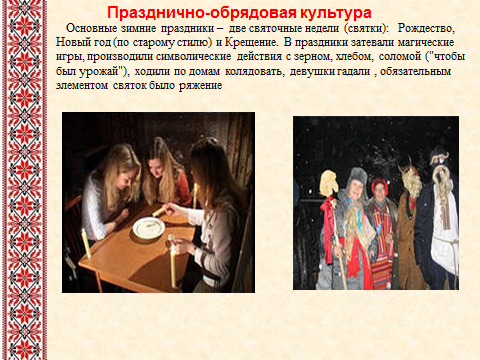 Празднично-обрядовая культура
Основные зимние праздники – две святочные недели (святки): Рождество,
Новый год (по старому стилю) и Крещение. В праздники затевали магические
игры, производили символические действия с зерном, хлебом, соломой ("чтобы
был урожай"), ходили по домам колядовать, девушки гадали , обязательным
элементом святок было ряжение